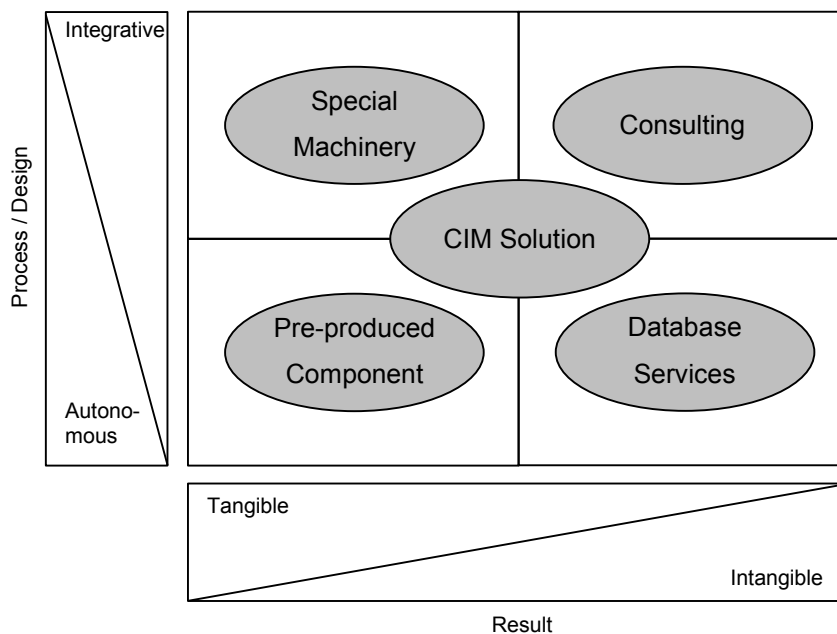 Process / Design
Integrative
Autono-
mous
Special
Machinery
Consulting
CIM Solution
Pre-produced
Component
Database
Services
Tangible
Intangible
Result